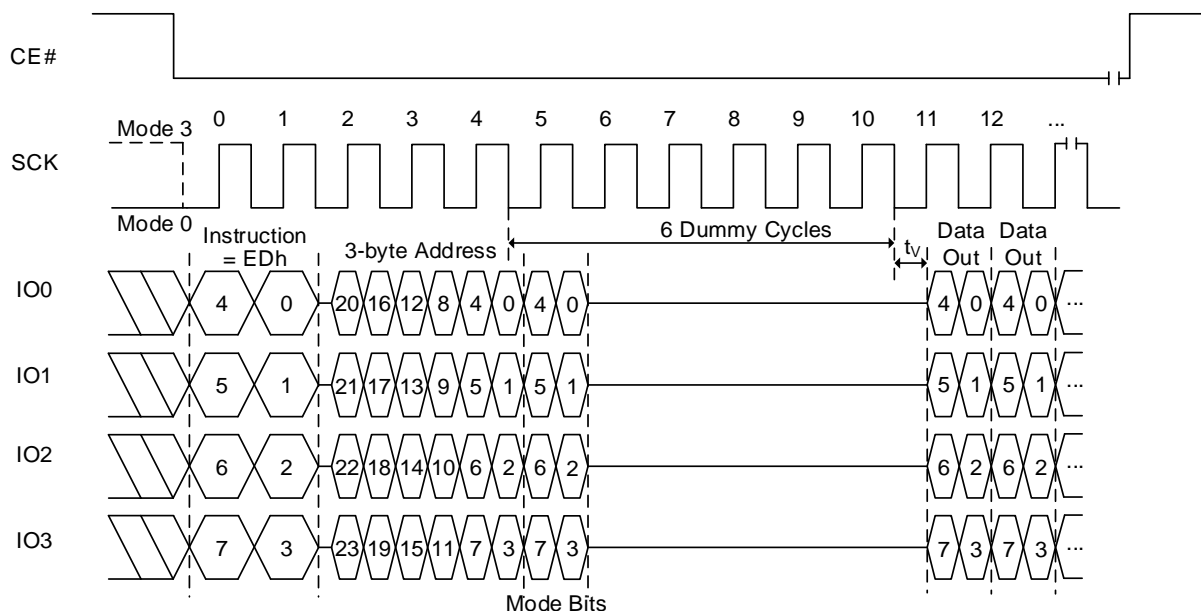 CE#
0 1 2 3 4 5 6 7 8 9 10 11 12 ...
Mode 3
SCK
Mode 0
Instruction
= EDh
3-byte Address
6 Dummy Cycles
tV
Data
Out
Data
Out
IO0 4 0 20 16 12 8 4 0 4 0 4 0 4 0 ...
IO1 5 1 21 17 13 9 5 1 5 1 5 1 5 1 ...
IO2 6 2 22 18 14 10 6 2 6 2 6 2 6 2 ...
IO3 7 3 23 19 15 11 7 3 7 3 7 3 7 3 ...
Mode Bits